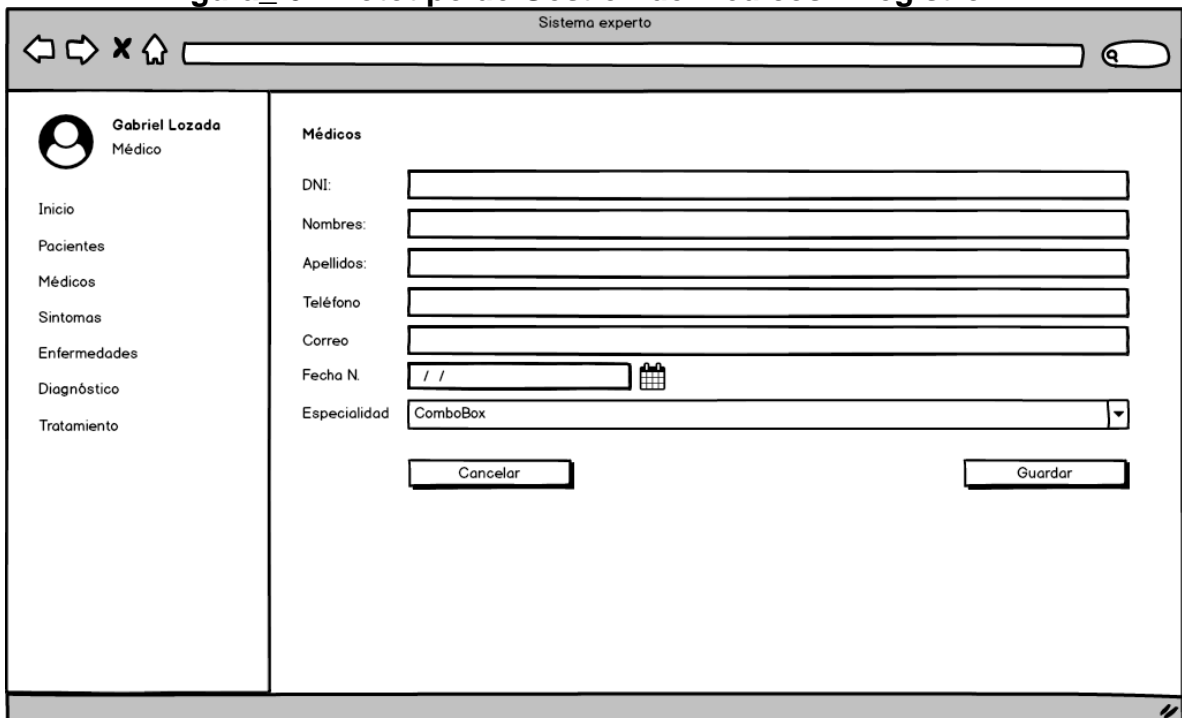 Sistema experto
Gabriel Lozada
Médico
Inicio
Pacientes
Médicos
Sintomas
Enfermedades
Diagnóstico
Tratamiento
Médicos
DNI:
Nombres:
Apellidos:
Teléfono
Correo
Fecha N. / /
Especialidad ComboBox
Cancelar Guardar